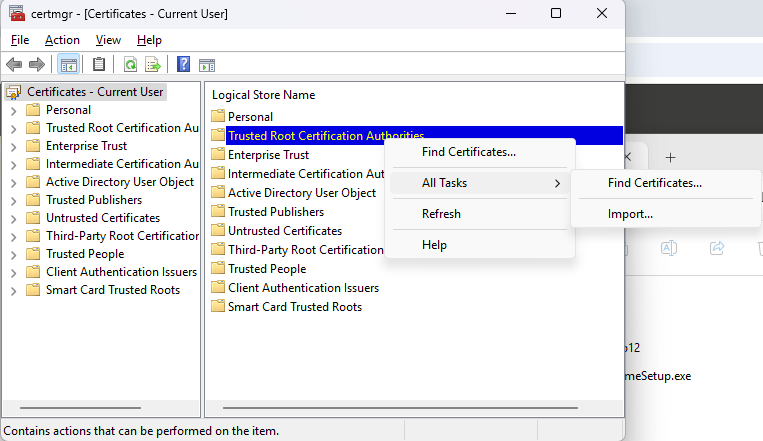 certmgr - [Certificates - Current User]
File Action View Help
Certificates - Current User
Personal
Trusted Root Certification Au
Enterprise Trust
Intermediate Certification Au
Active Directory User Object
Trusted Publishers
Untrusted Certificates
Third-Party Root Certification
Trusted People
Client Authentication Issuers
Smart Card Trusted Roots
Logical Store Name
Personal
Trusted Root Certification Authorities
Enterprise Trust
Intermediate Certification Aut
Active Directory User Object
Trusted Publishers
Untrusted Certificates
Third-Party Root Certification
Trusted People
Client Authentication Issuers
Smart Card Trusted Roots
Find Certificates...
All Tasks
Refresh
Help
Find Certificates...
Import...
12
meSetup.exe
Contains actions that can be performed on the item.